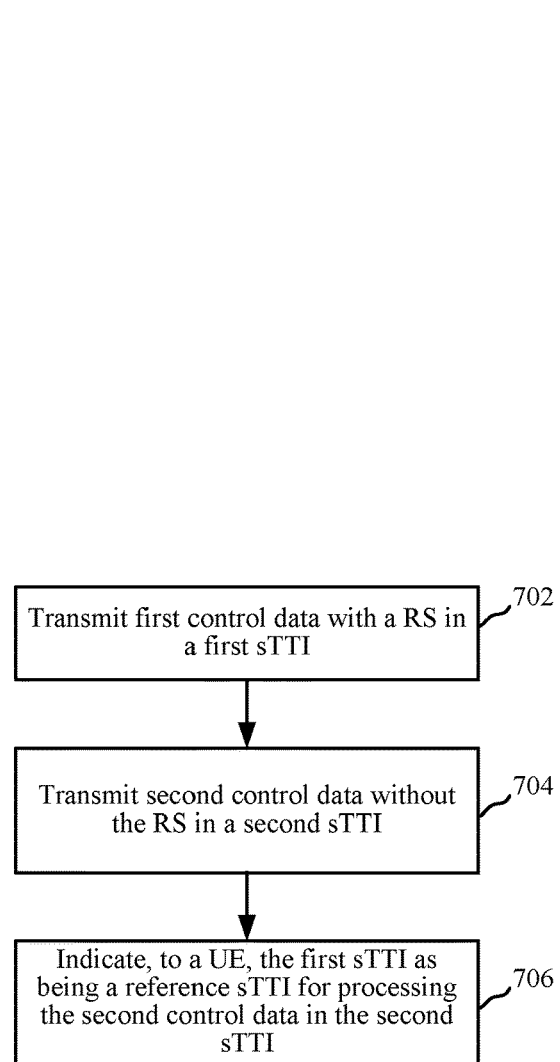 Transmit first control data with a RS in
a first sTTI
702
Transmit second control data without
the RS in a second sTTI
704
Indicate, to a UE, the first sTTI as
being a reference sTTI for processing
the second control data in the second
sTTI
706